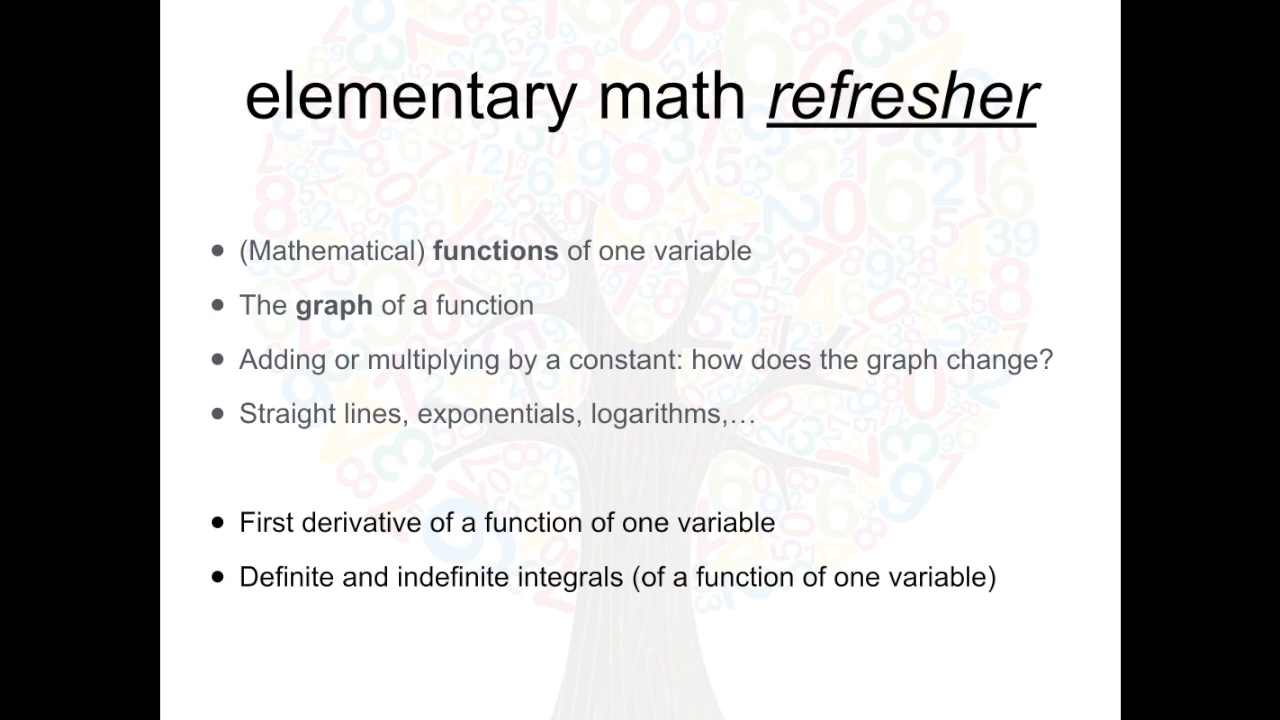 elementary math refresher
• (Mathematical) functions of one variable
• The graph of a function
• Adding or multiplying by a constant: how does the graph change?
• Straight lines, exponentials, logarithms,…
• First derivative of a function of one variable
• Definite and indefinite integrals (of a function of one variable)